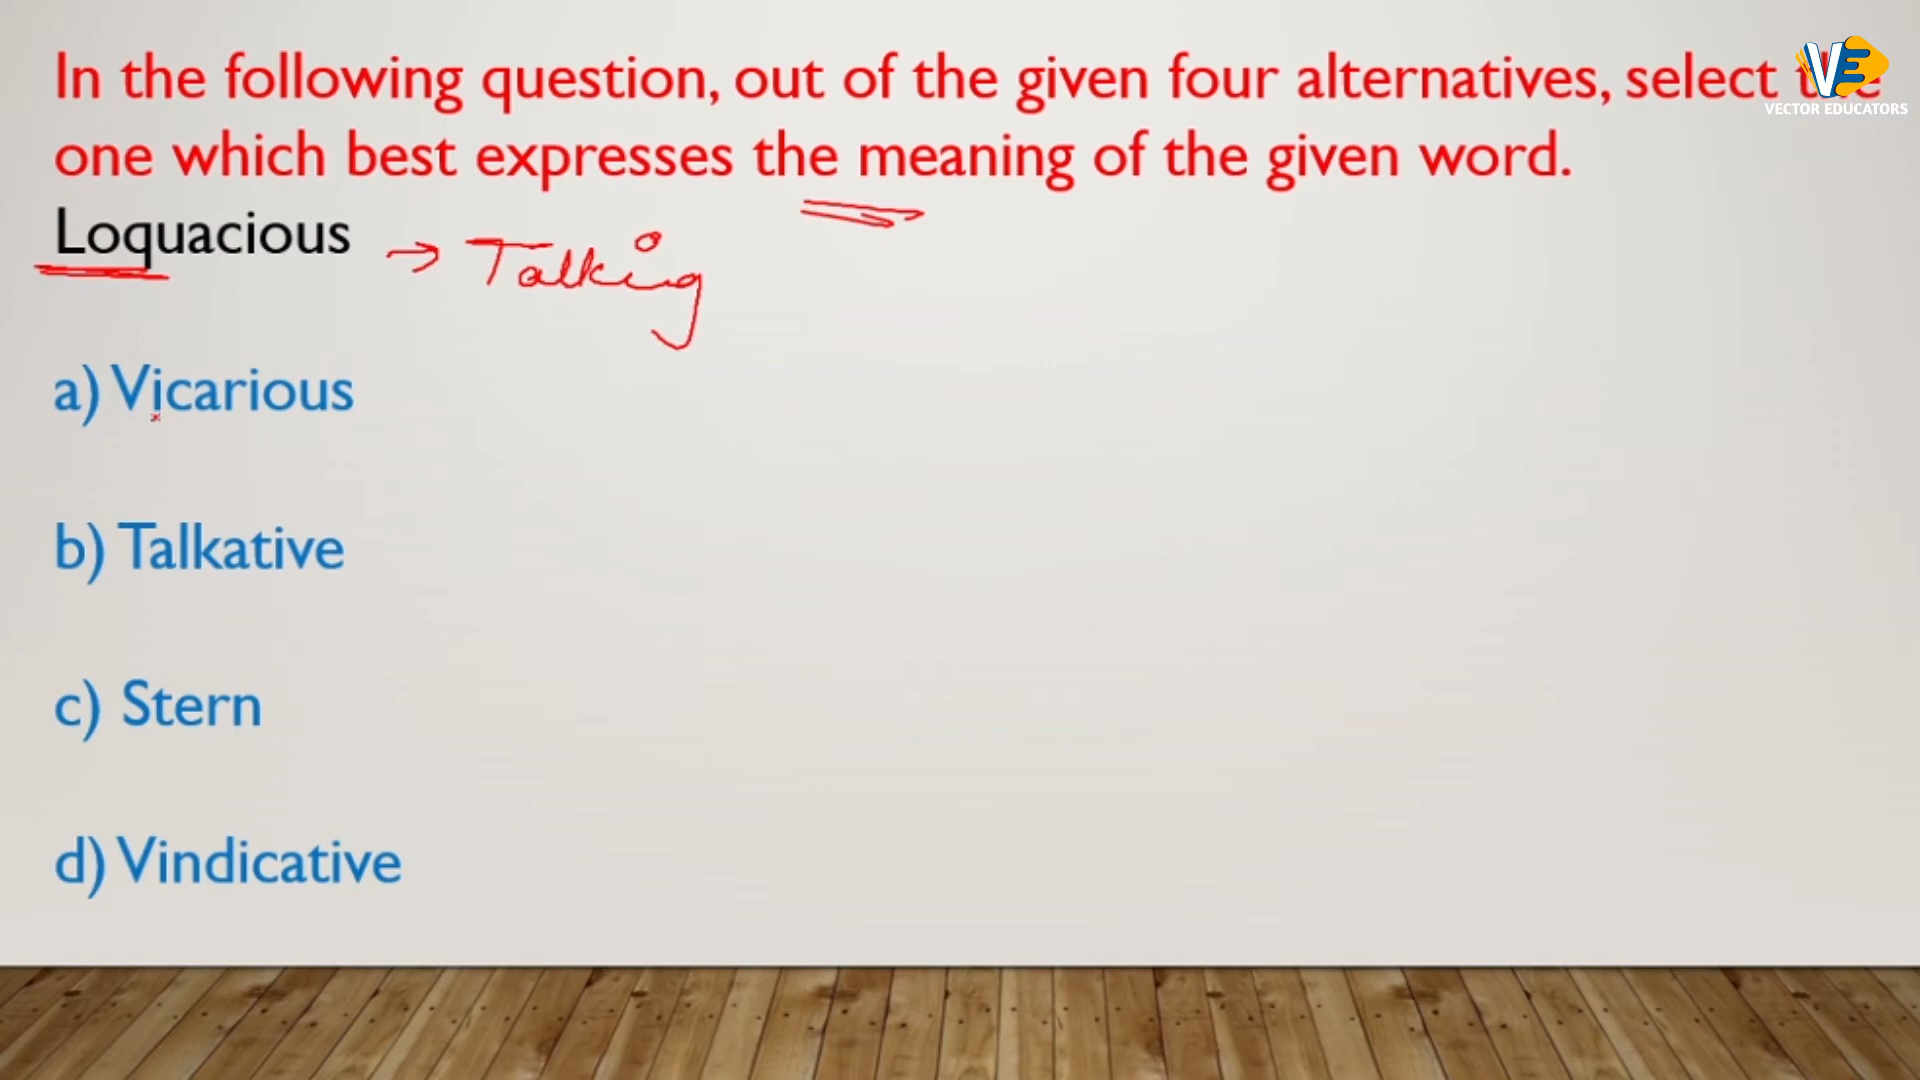 In the following question, out of the given four alternatives, select the
VECTOR EDUCATORS
one which best expresses the meaning of the given word.
Loquacious → Talking
a) Vicarious
b) Talkative
c) Stern
d) Vindicative